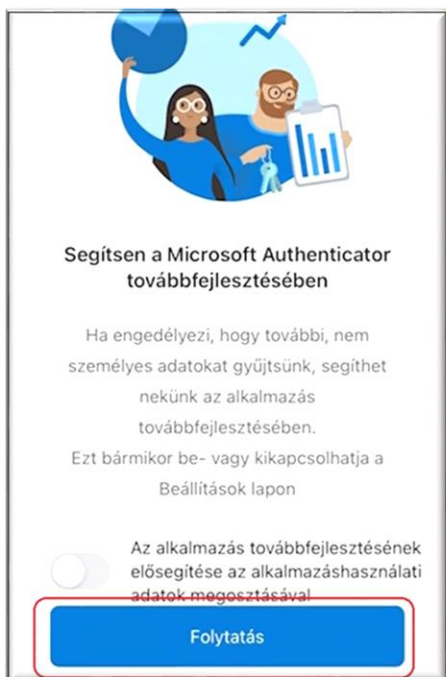 Segítsen a Microsoft Authenticator
továbbfejlesztésében
Ha engedélyezi, hogy további, nem
személyes adatokat gyűjtsünk, segíthet
nekünk az alkalmazás
továbbfejlesztésében.
Ezt bármikor be- vagy kikapcsolhatja a
Beállítások lapon
Az alkalmazás továbbfejlesztésének
elősegítése az alkalmazáshasználati
adatok megosztásával
Folytatás